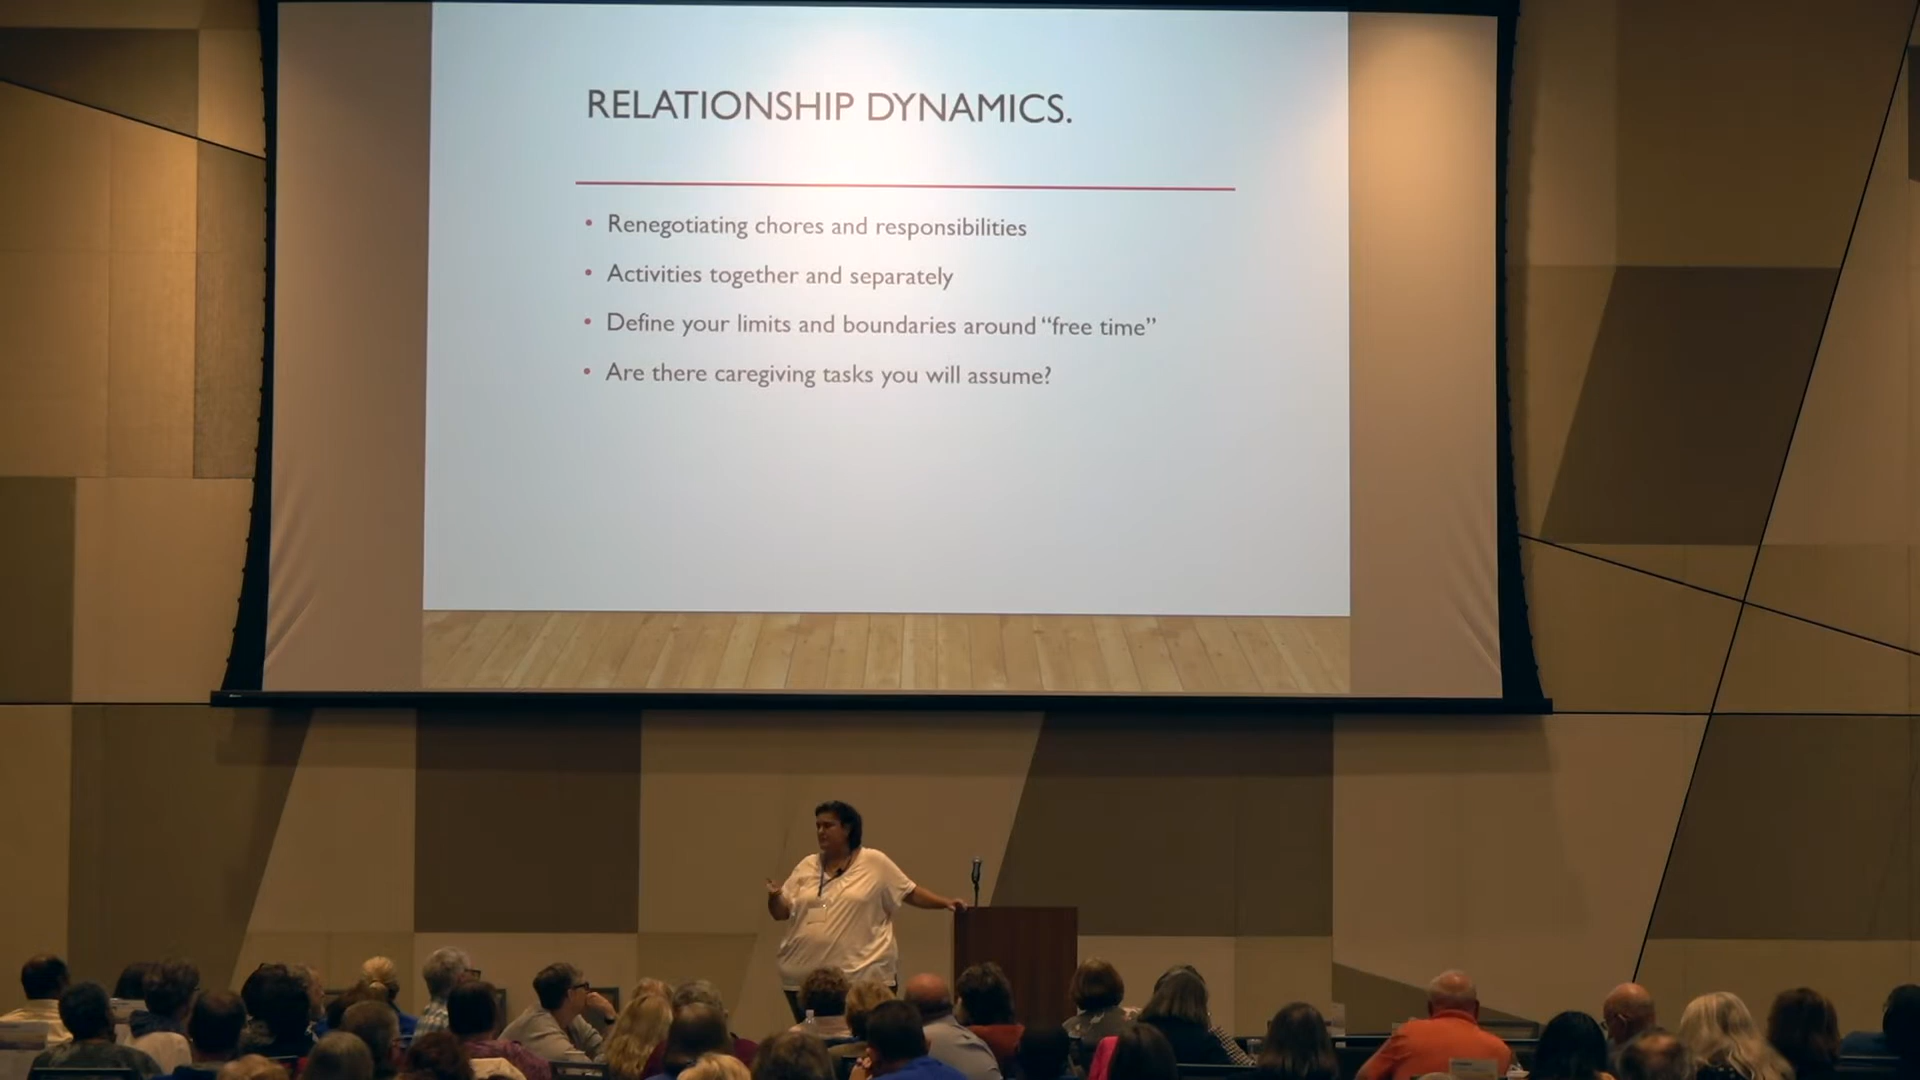 RELATIONSHIP DYNAMICS.
• Renegotiating chores and responsibilities
• Activities together and separately
• Define your limits and boundaries around “free time”
• Are there caregiving tasks you will assume?